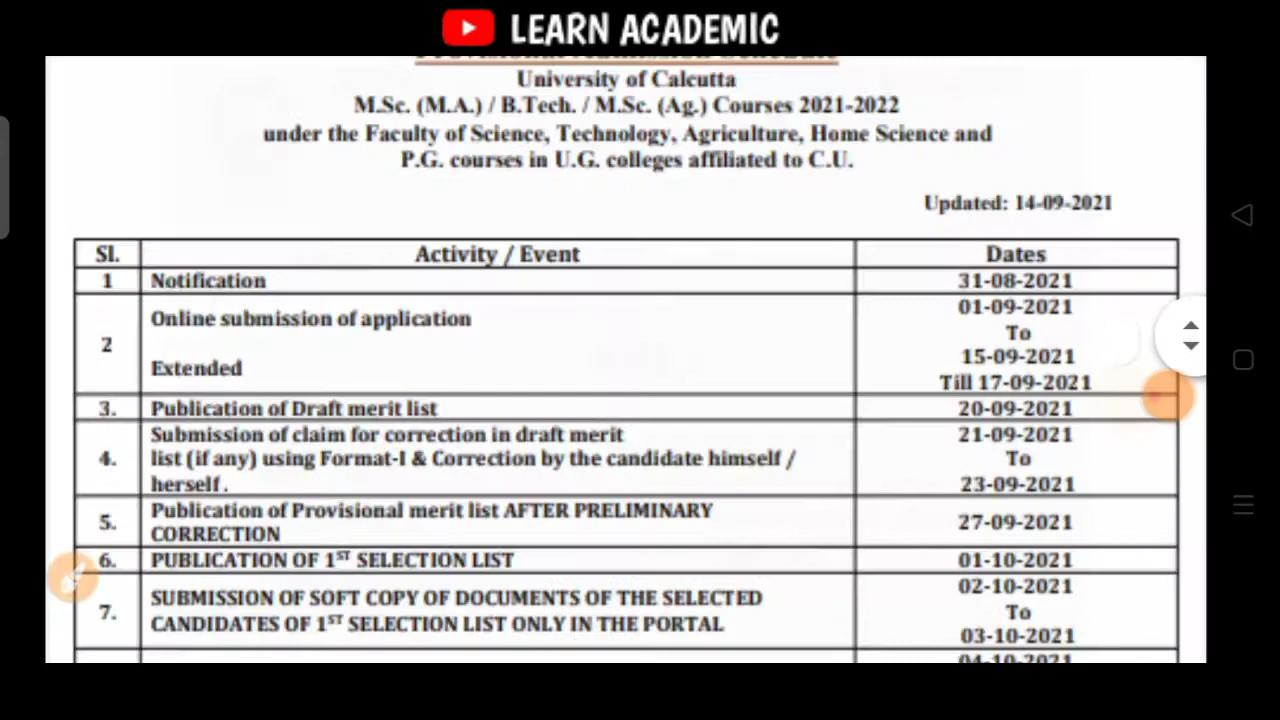 LEARN ACADEMIC
University of Calcutta
M.Sc. (M.A.) / B.Tech. / M.Sc. (Ag.) Courses 2021-2022
under the Faculty of Science, Technology, Agriculture, Home Science and
P.G. courses in U.G. colleges affiliated to C.U.
Updated: 14-09-2021
Sl. Activity / Event Dates
1 Notification 31-08-2021
2 Online submission of application
Extended
01-09-2021
To
15-09-2021
Till 17-09-2021
3. Publication of Draft merit list 20-09-2021
4. Submission of claim for correction in draft merit
list (if any) using Format-I & Correction by the candidate himself /
herself.
21-09-2021
To
23-09-2021
5. Publication of Provisional merit list AFTER PRELIMINARY
CORRECTION
27-09-2021
6. PUBLICATION OF 1ST SELECTION LIST 01-10-2021
7. SUBMISSION OF SOFT COPY OF DOCUMENTS OF THE SELECTED
CANDIDATES OF 1ST SELECTION LIST ONLY IN THE PORTAL
02-10-2021
To
03-10-2021
04-10-2021